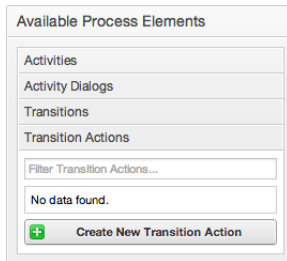 Available Process Elements
Activities
Activity Dialogs
Transitions
Transition Actions
Filter Transition Actions...
No data found.
Create New Transition Action